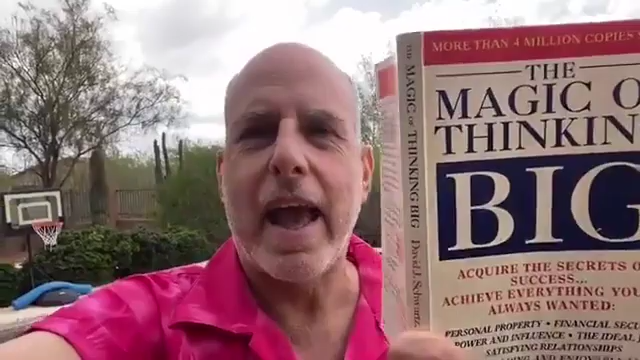 MORE THAN 4 MILLION COPIES
THE
MAGIC O
THINKIN
BIG
ACQUIRE THE SECRETS O
SUCCESS...
ACHIEVE EVERYTHING YOU
ALWAYS WANTED:
PERSONAL PROPERTY • FINANCIAL SEC
POWER AND INFLUENCE • THE IDEAL
SATISFYING RELATIONSHIPS
THE MAGIC OF THINKING BIG David J. Schwartz